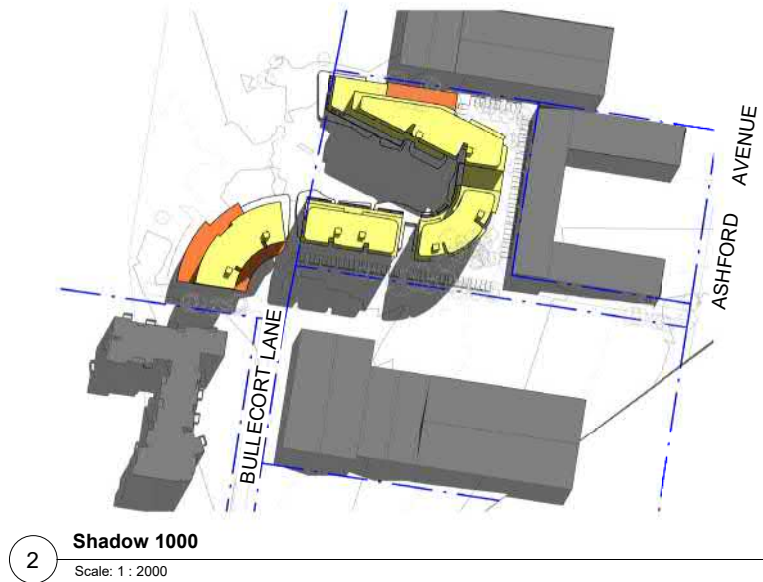 ASHFORD AVENUE
BULLECORT LANE
2
Shadow 1000
Scale: 1 : 2000